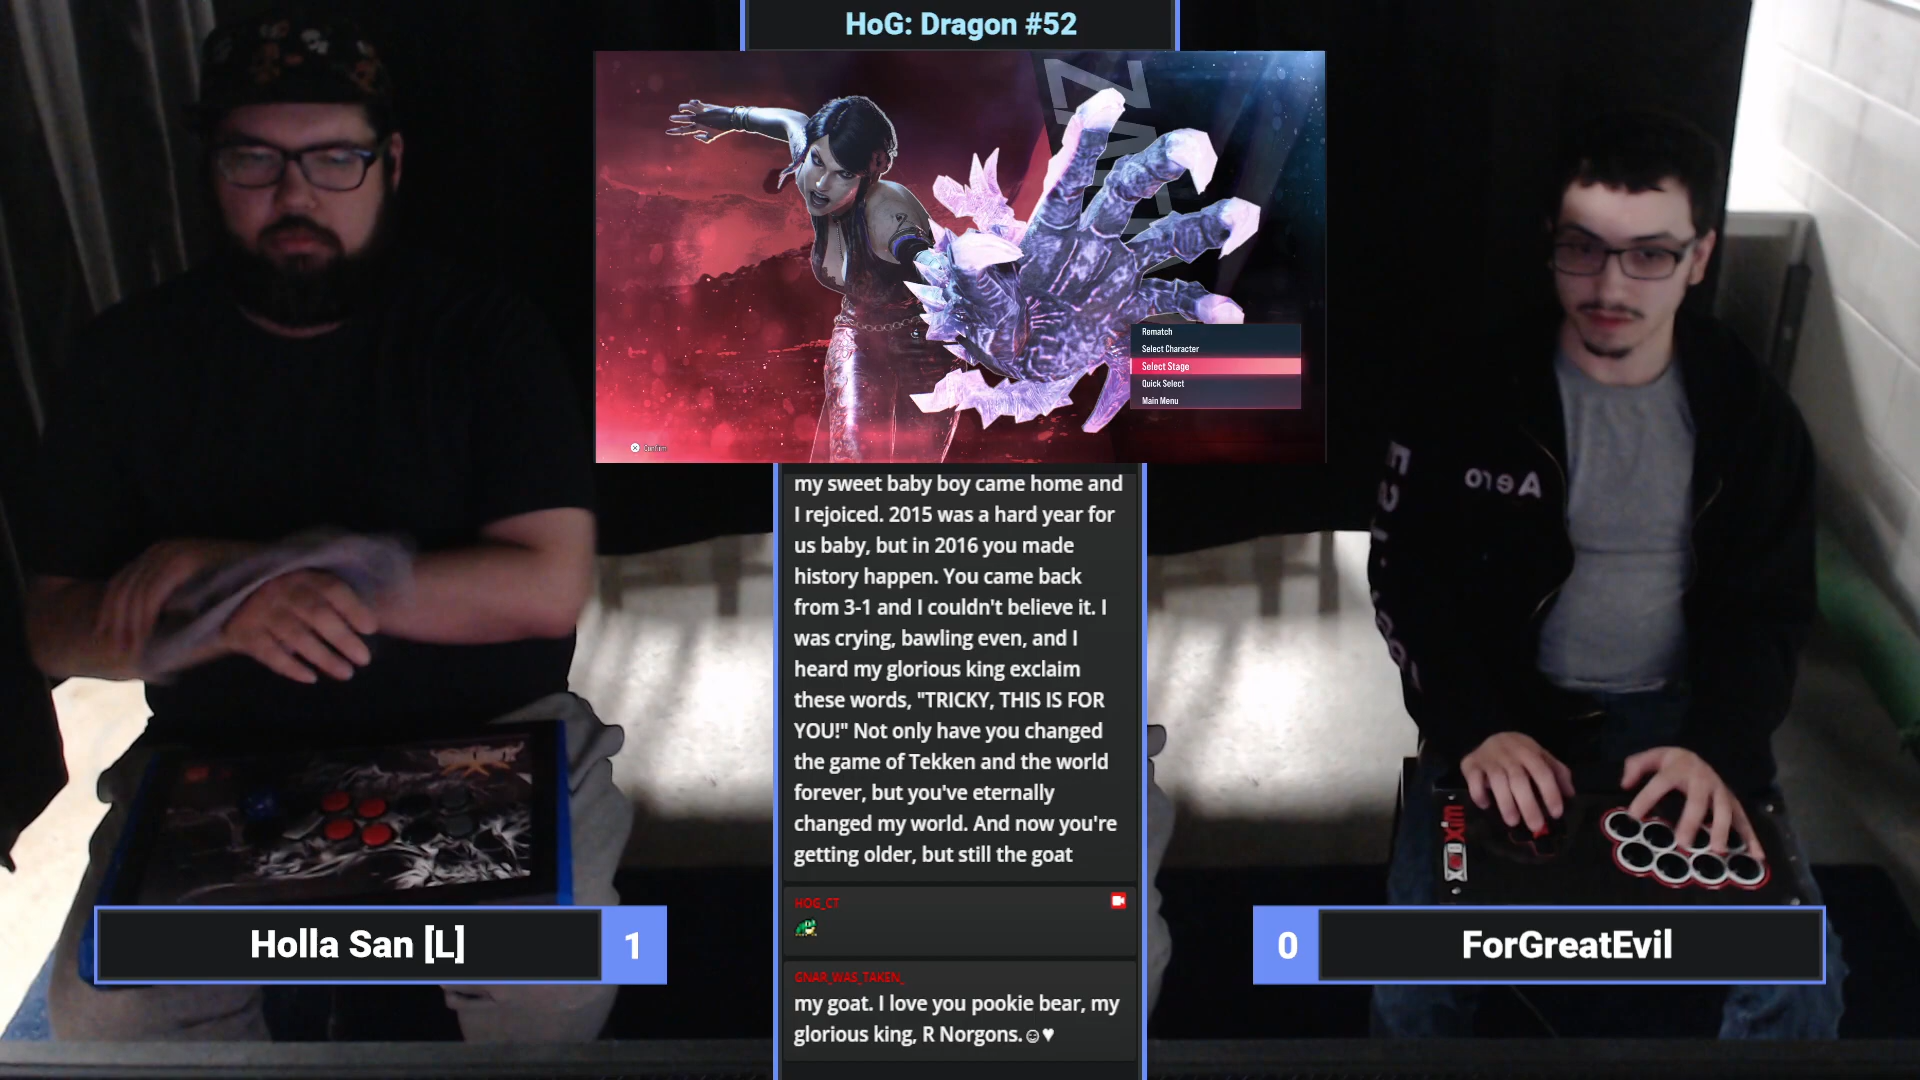 HoG: Dragon #52
ZAFINA
Rematch
Select Character
Select Stage
Quick Select
Main Menu
Confirm
my sweet baby boy came home and
I rejoiced. 2015 was a hard year for
us baby, but in 2016 you made
history happen. You came back
from 3-1 and I couldn't believe it. I
was crying, bawling even, and I
heard my glorious king exclaim
these words, "TRICKY, THIS IS FOR
YOU!" Not only have you changed
the game of Tekken and the world
forever, but you've eternally
changed my world. And now you're
getting older, but still the goat
HOG_CT
GNAR_WAS_TAKEN_
my goat. I love you pookie bear, my
glorious king, R Norgons.☺♥
Aero
MIXBOX
Holla San [L]
1
0
ForGreatEvil